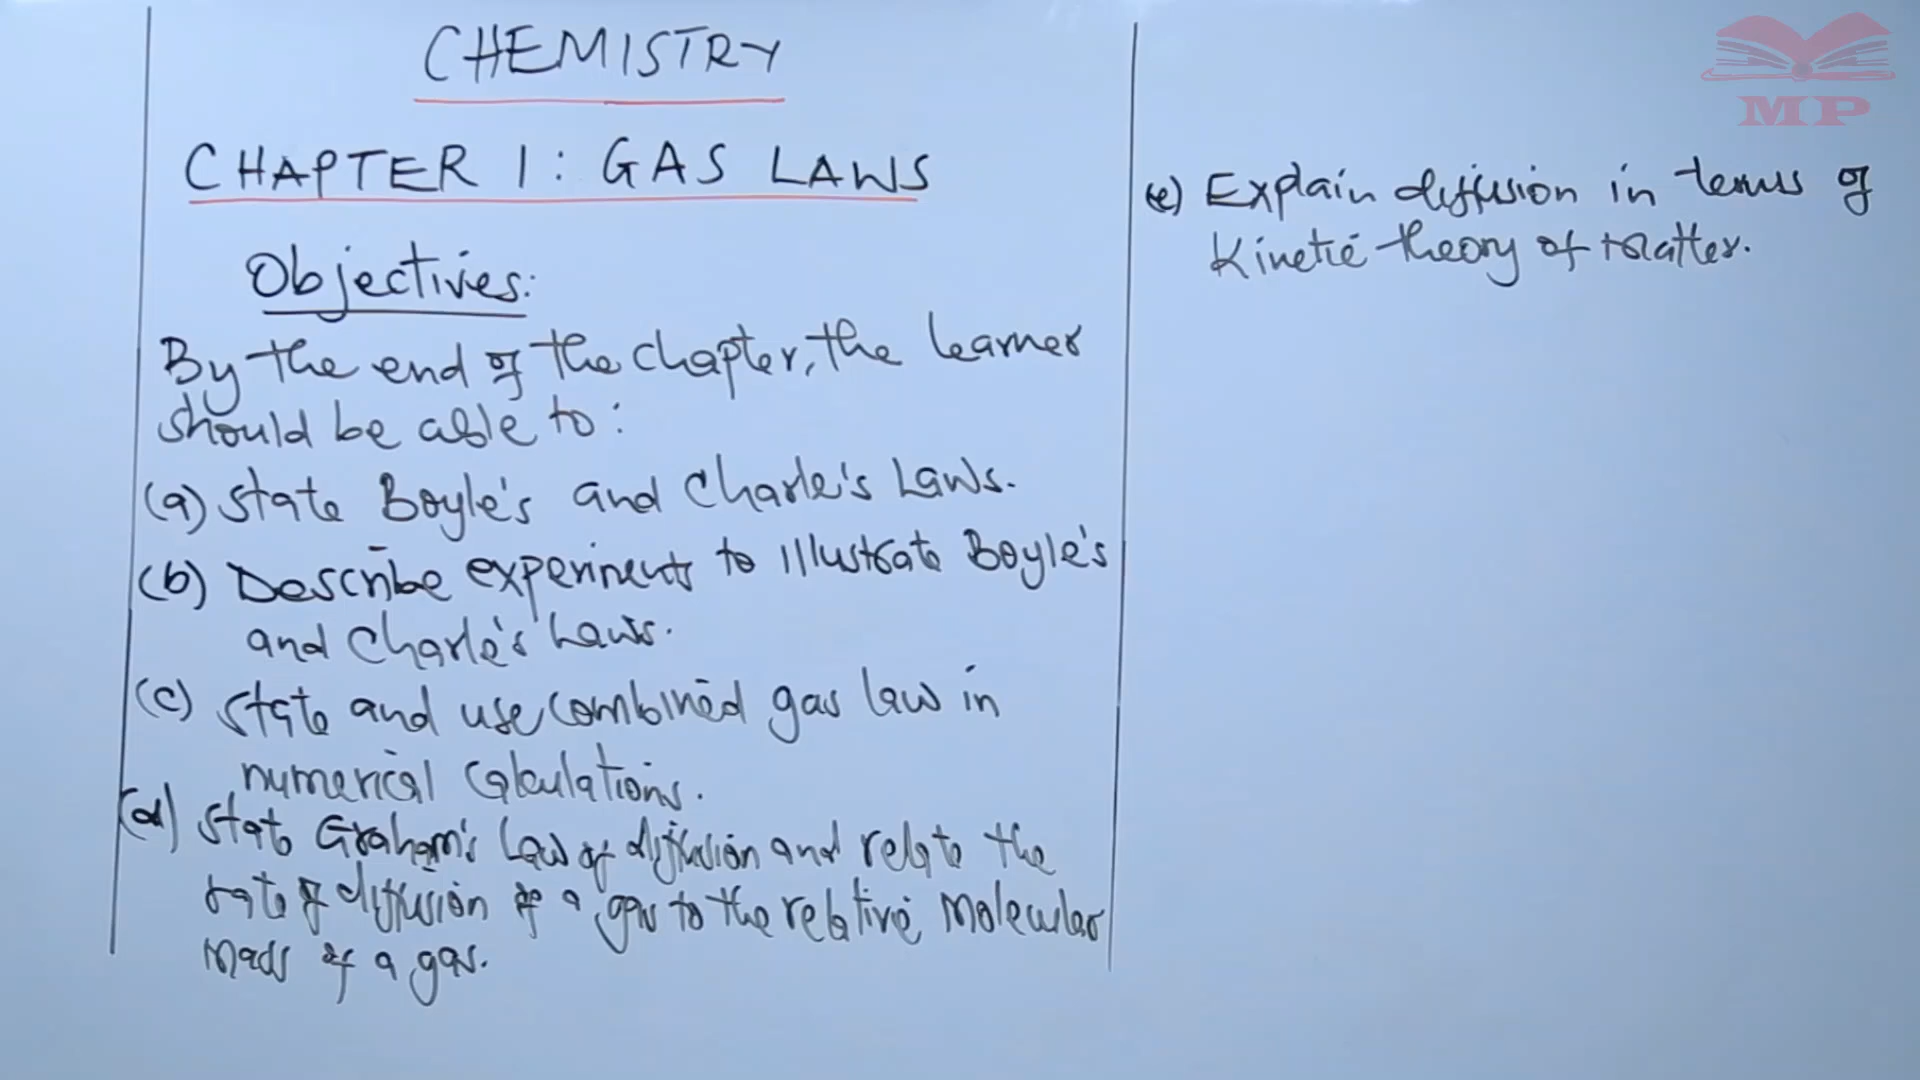 CHEMISTRY
CHAPTER 1: GAS LAWS
Objectives:
By the end of the chapter, the learner
should be able to:
(a) State Boyle's and Charle's Laws.
(b) Describe experiments to illustrate Boyle's
and Charle's Laws.
(c) State and use combined gas law in
numerical calculations.
(d) State Graham's Law of diffusion and relate the
rate of diffusion of a gas to the relative molecular
mass of a gas.
(e) Explain diffusion in terms of
Kinetic theory of matter.
MP